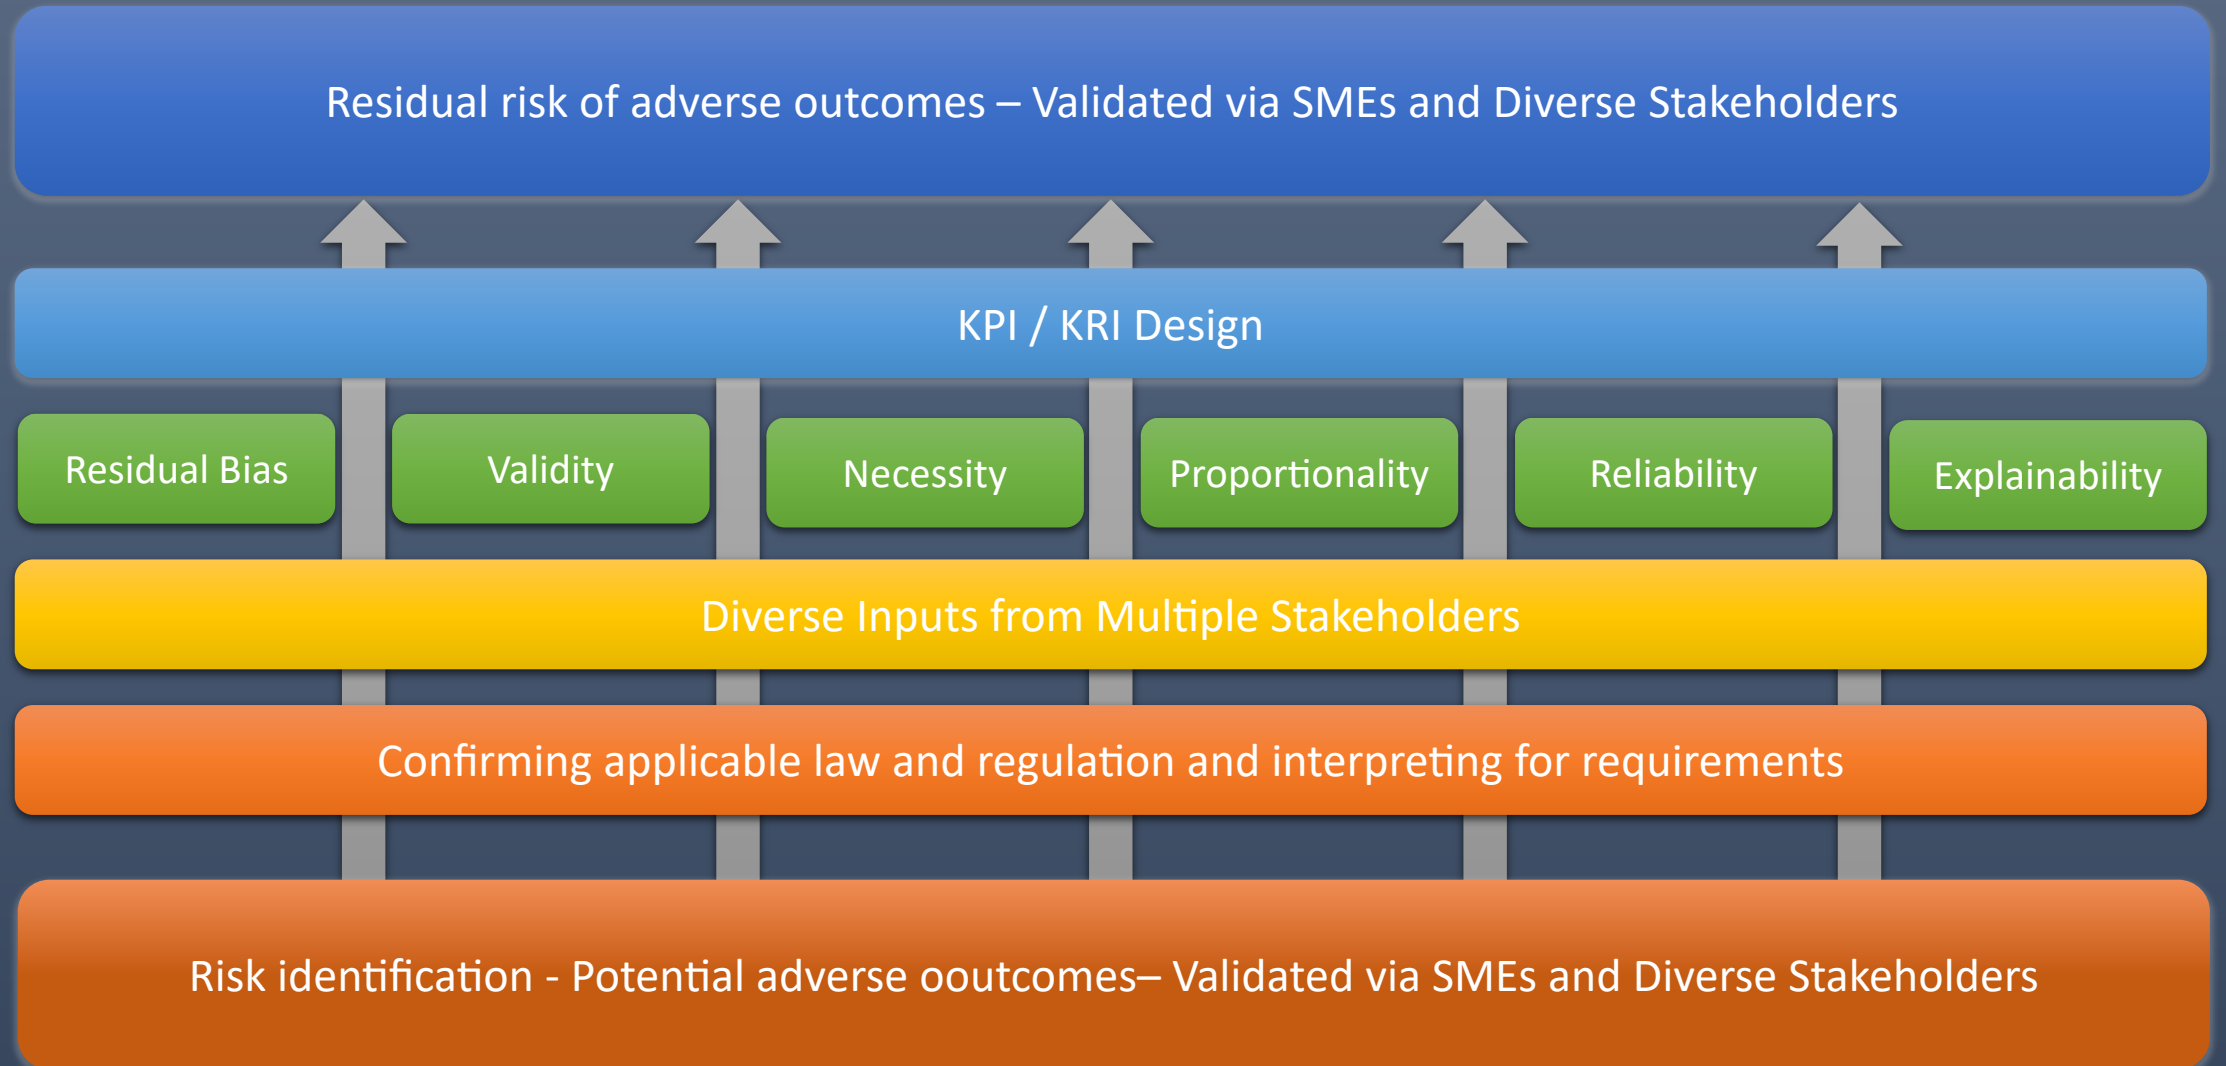 Residual risk of adverse outcomes – Validated via SMEs and Diverse Stakeholders
KPI / KRI Design
Residual Bias
Validity
Necessity
Proportionality
Reliability
Explainability
Diverse Inputs from Multiple Stakeholders
Confirming applicable law and regulation and interpreting for requirements
Risk identification - Potential adverse ooutcomes– Validated via SMEs and Diverse Stakeholders